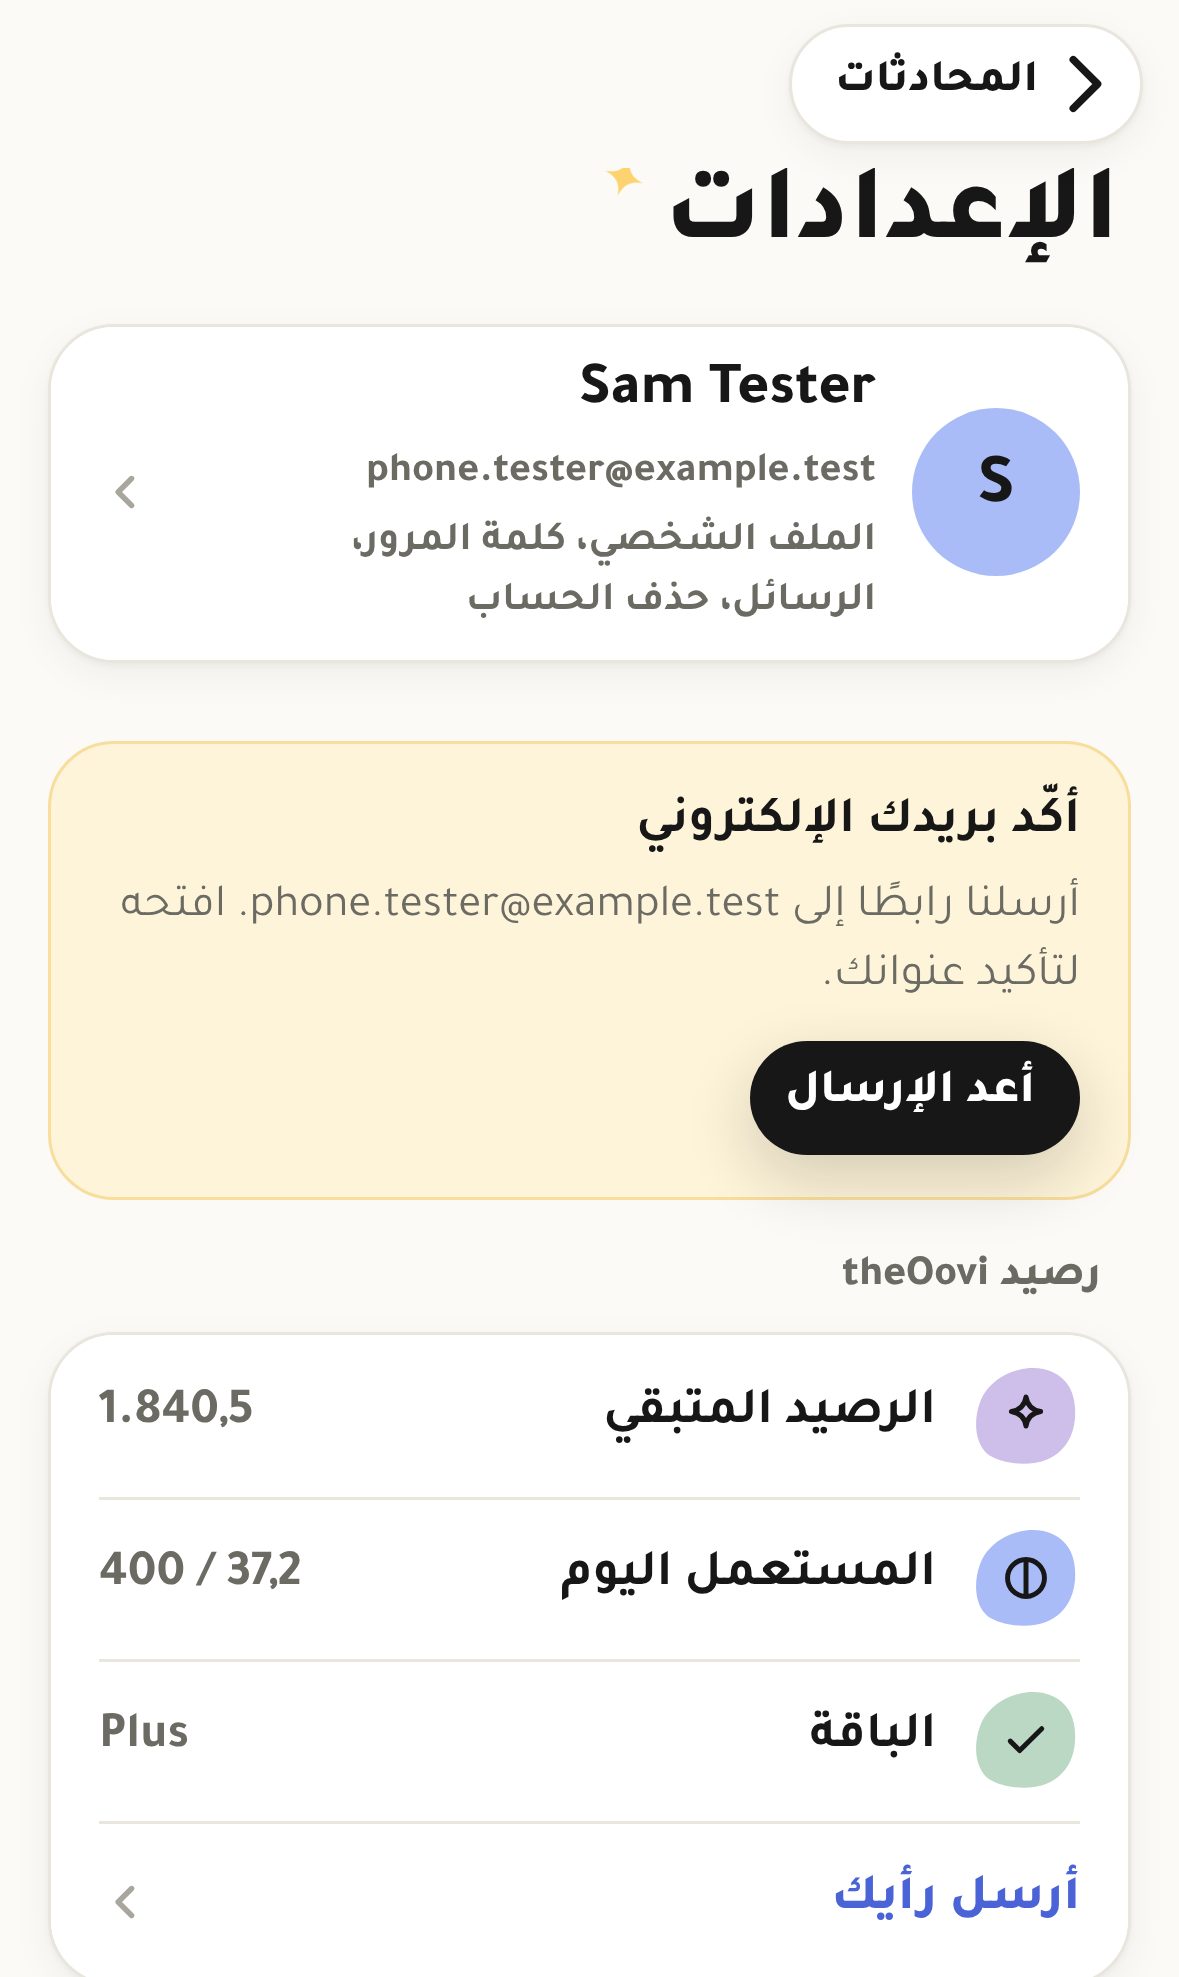 المحادثات
الإعدادات
Sam Tester
S
phone.tester@example.test
الملف الشخصي، كلمة المرور،
الرسائل، حذف الحساب
أكّد بريدك الإلكتروني
أرسلنا رابطًا إلى phone.tester@example.test. افتحه
لتأكيد عنوانك.
أعد الإرسال
رصيد theOovi
الرصيد المتبقي 1.840,5
المستعمل اليوم 37,2 / 400
الباقة Plus
أرسل رأيك